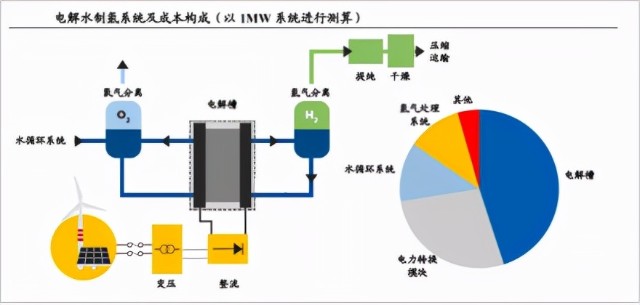 电解水制氢系统及成本构成（以 1MW 系统进行测算）
压缩
运输
提纯
干燥
氢气分离
电解槽
氢气分离
O₂
H₂
水循环系统
变压
整流
其他
氢气处理
系统
水循环系统
电解槽
电力转换
模块